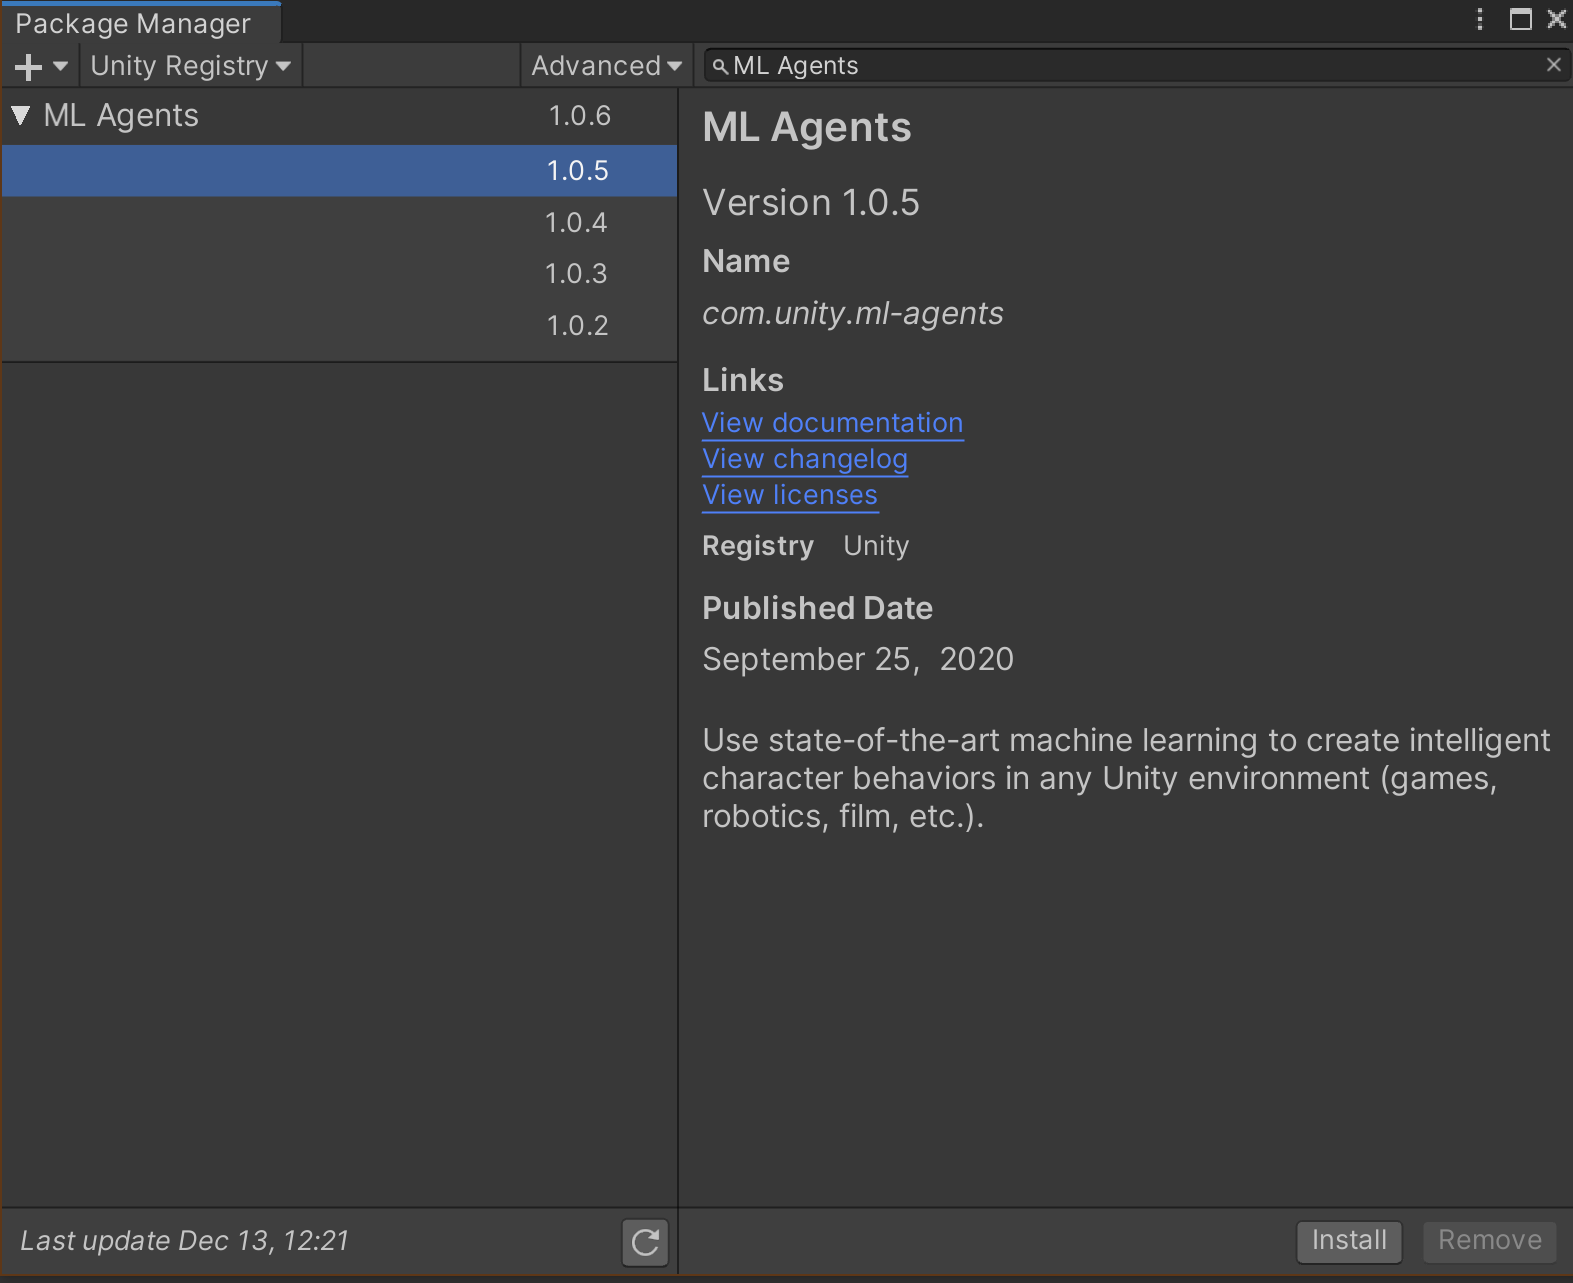 Package Manager
Unity Registry
Advanced
ML Agents
ML Agents 1.0.6
1.0.5
1.0.4
1.0.3
1.0.2
ML Agents
Version 1.0.5
Name
com.unity.ml-agents
Links
View documentation
View changelog
View licenses
Registry Unity
Published Date
September 25, 2020
Use state-of-the-art machine learning to create intelligent
character behaviors in any Unity environment (games,
robotics, film, etc.).
Last update Dec 13, 12:21
Install
Remove